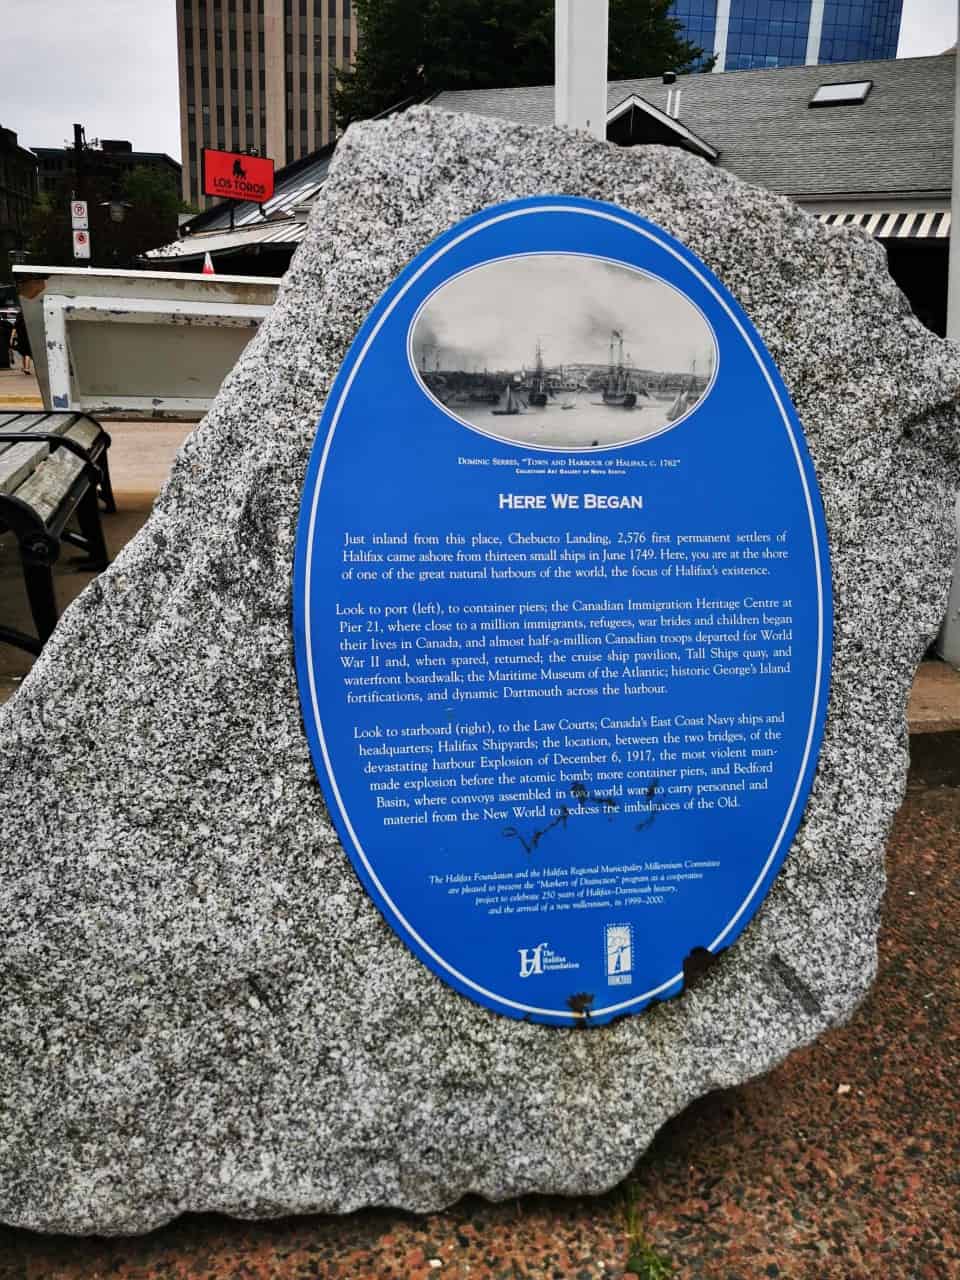 LOS TOROS
DOMINIC SERRES, "TOWN AND HARBOUR OF HALIFAX, C. 1762"
COLLECTION ART GALLERY OF NOVA SCOTIA
HERE WE BEGAN
Just inland from this place, Chebucto Landing, 2,576 first permanent settlers of
Halifax came ashore from thirteen small ships in June 1749. Here, you are at the shore
of one of the great natural harbours of the world, the focus of Halifax's existence.
Look to port (left), to container piers; the Canadian Immigration Heritage Centre at
Pier 21, where close to a million immigrants, refugees, war brides and children began
their lives in Canada, and almost half-a-million Canadian troops departed for World
War II and, when spared, returned; the cruise ship pavilion, Tall Ships quay, and
waterfront boardwalk; the Maritime Museum of the Atlantic; historic George's Island
fortifications, and dynamic Dartmouth across the harbour.
Look to starboard (right), to the Law Courts; Canada's East Coast Navy ships and
headquarters; Halifax Shipyards; the location, between the two bridges, of the
devastating harbour Explosion of December 6, 1917, the most violent man-
made explosion before the atomic bomb; more container piers, and Bedford
Basin, where convoys assembled in two world wars to carry personnel and
materiel from the New World to redress the imbalances of the Old.
The Halifax Foundation and the Halifax Regional Municipality Millennium Committee
are pleased to present the "Markers of Distinction" program as a cooperative
project to celebrate 250 years of Halifax-Dartmouth history,
and the arrival of a new millennium, in 1999-2000.
The
Halifax
Foundation